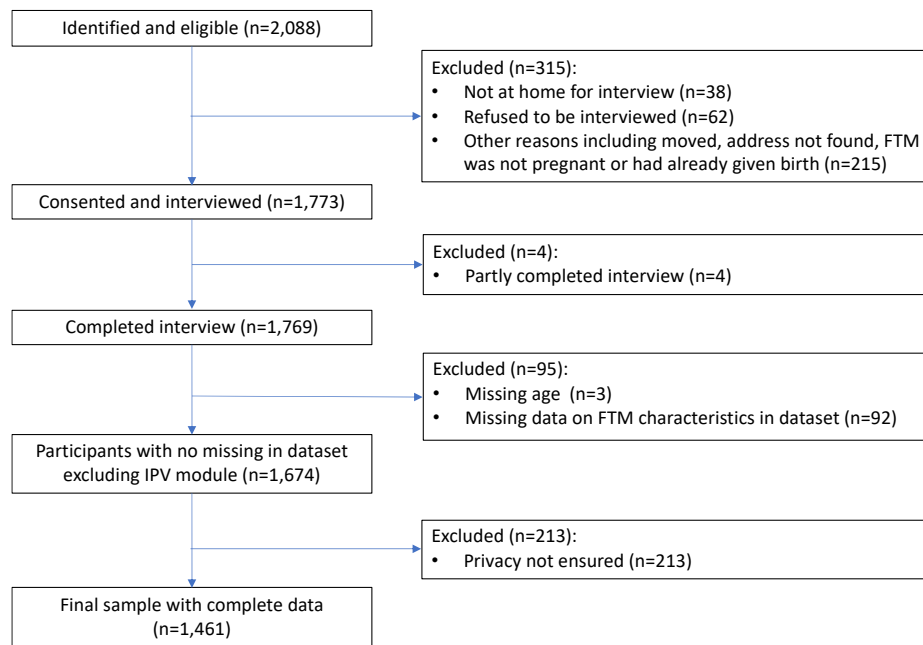 Identified and eligible (n=2,088)
Excluded (n=315):
• Not at home for interview (n=38)
• Refused to be interviewed (n=62)
• Other reasons including moved, address not found, FTM
was not pregnant or had already given birth (n=215)
Consented and interviewed (n=1,773)
Excluded (n=4):
• Partly completed interview (n=4)
Completed interview (n=1,769)
Excluded (n=95):
• Missing age (n=3)
• Missing data on FTM characteristics in dataset (n=92)
Participants with no missing in dataset
excluding IPV module (n=1,674)
Excluded (n=213):
• Privacy not ensured (n=213)
Final sample with complete data
(n=1,461)